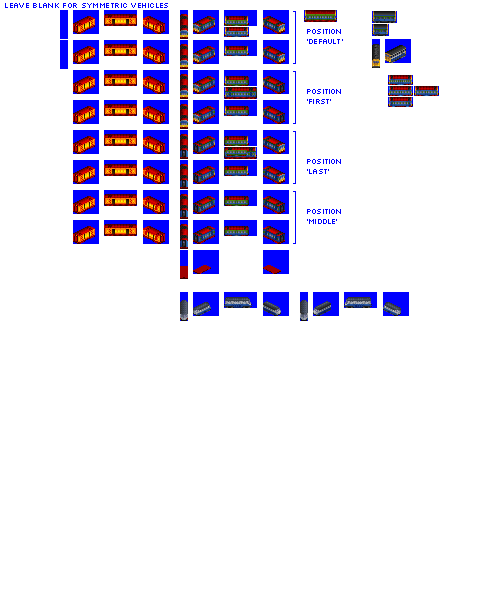 LEAVE BLANK FOR SYMMETRIC VEHICLES
POSITION
'DEFAULT'
POSITION
'FIRST'
POSITION
'LAST'
POSITION
'MIDDLE'